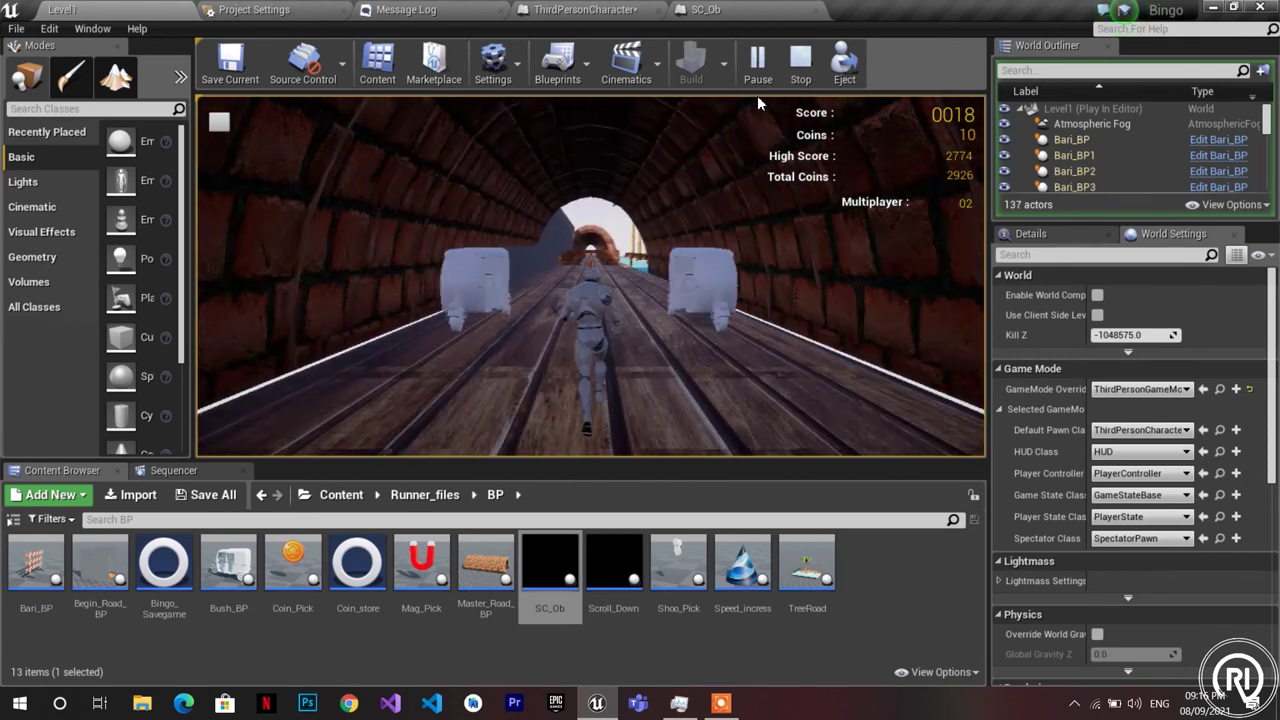 Level1
Project Settings
Message Log
ThirdPersonCharacter*
SC_Ob
Bingo
File Edit Window Help
Search For Help
Modes
Search Classes
Recently Placed
Basic
Lights
Cinematic
Visual Effects
Geometry
Volumes
All Classes
Em
Em
Po
Pla
Cu
Sp
Cy
Save Current
Source Control
Content
Marketplace
Settings
Blueprints
Cinematics
Build
Pause
Stop
Eject
Score : 0018
Coins : 10
High Score : 2774
Total Coins : 2926
Multiplayer : 02
World Outliner
Search...
Label Type
Level1 (Play In Editor) World
Atmospheric Fog AtmosphericFog
Bari_BP Edit Bari_BP
Bari_BP1 Edit Bari_BP
Bari_BP2 Edit Bari_BP
Bari_BP3 Edit Bari_BP
137 actors View Options
Details World Settings
Search
World
Enable World Comp
Use Client Side Lev
Kill Z -1048575.0
Game Mode
GameMode Overrid ThirdPersonGameMo
Selected GameMo
Default Pawn Cla ThirdPersonCharacte
HUD Class HUD
Player Controller PlayerController
Game State Class GameStateBase
Player State Clas PlayerState
Spectator Class SpectatorPawn
Lightmass
Lightmass Settings
Physics
Override World Gra
Global Gravity Z 0.0
Content Browser Sequencer
Add New Import Save All Content Runner_files BP
Filters Search BP
Bari_BP
Begin_Road_
BP
Bingo_
Savegame
Bush_BP
Coin_Pick
Coin_store
Mag_Pick
Master_Road_
BP
SC_Ob
Scroll_Down
Shoo_Pick
Speed_incress
TreeRoad
13 items (1 selected) View Options
ENG
09:16 PM
08/09/2021
RI